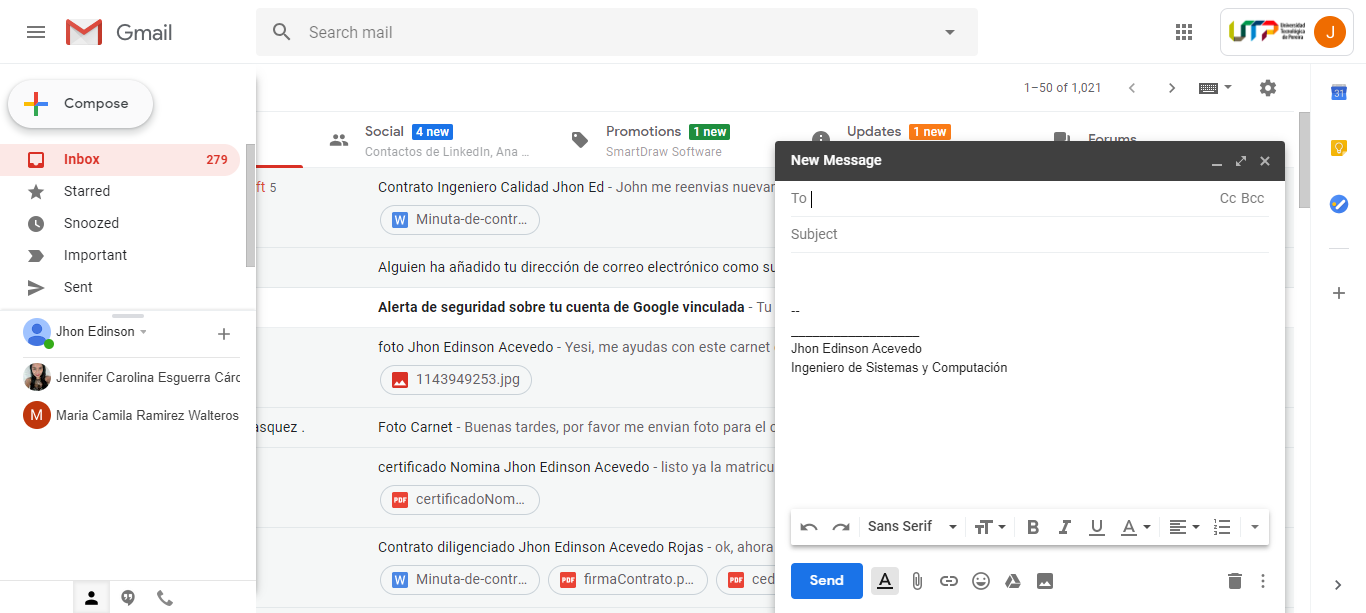 Gmail
Search mail
UTP Universidad Tecnológica de Pereira
J
Compose
1–50 of 1,021
31
Inbox 279
Starred
Snoozed
Important
Sent
Jhon Edinson
Jennifer Carolina Esguerra Cárc
M Maria Camila Ramirez Walteros
Social 4 new
Contactos de LinkedIn, Ana ...
Promotions 1 new
SmartDraw Software
Updates 1 new
Forums
ft 5
Contrato Ingeniero Calidad Jhon Ed - John me reenvias nuevar
W Minuta-de-contr...
Alguien ha añadido tu dirección de correo electrónico como su
Alerta de seguridad sobre tu cuenta de Google vinculada - Tu
foto Jhon Edinson Acevedo - Yesi, me ayudas con este carnet
1143949253.jpg
asquez .
Foto Carnet - Buenas tardes, por favor me envian foto para el c
certificado Nomina Jhon Edinson Acevedo - listo ya la matricu
PDF certificadoNom...
Contrato diligenciado Jhon Edinson Acevedo Rojas - ok, ahora
W Minuta-de-contr...
PDF firmaContrato.p...
PDF ced
New Message
To
Cc Bcc
Subject
--
Jhon Edinson Acevedo
Ingeniero de Sistemas y Computación
Sans Serif
Send